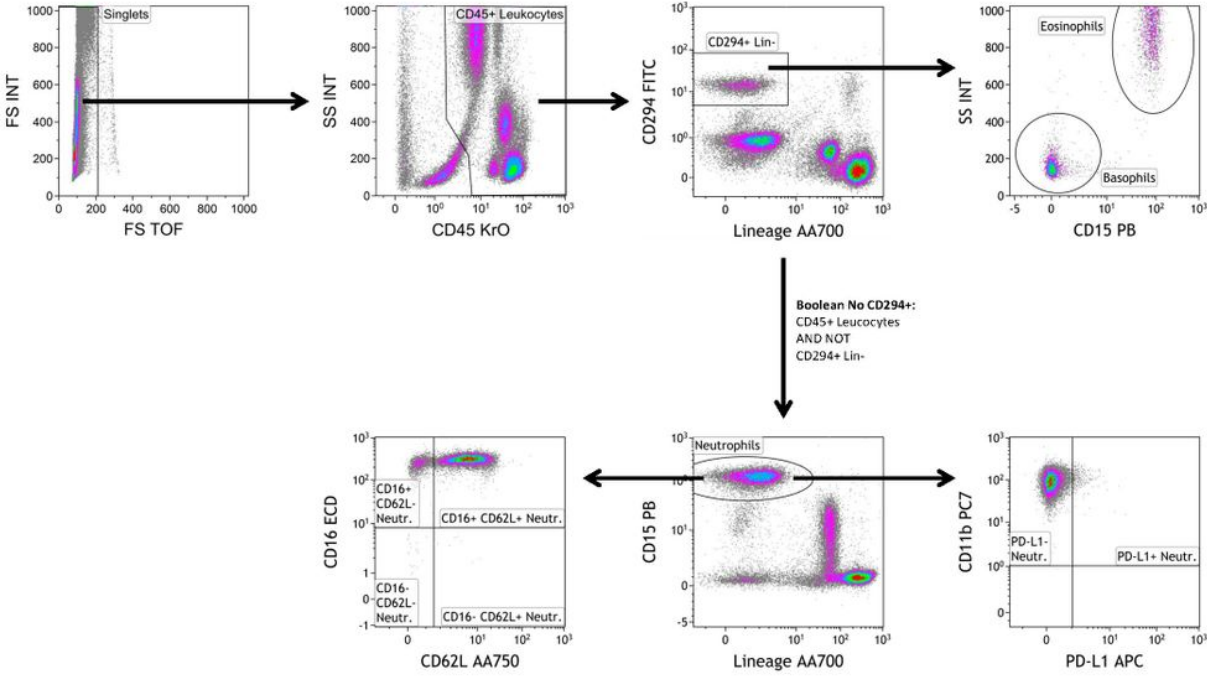 Singlets
1000
800
600
400
200
0
FS INT
0 200 400 600 800 1000
FS TOF
CD45+ Leukocytes
1000
800
600
400
200
0
SS INT
0 10⁰ 10¹ 10² 10³
CD45 KrO
CD294+ Lin-
10³
10²
10¹
10⁰
0
CD294 FITC
0 10¹ 10² 10³
Lineage AA700
Eosinophils
Basophils
1000
800
600
400
200
0
SS INT
-5 0 10¹ 10² 10³
CD15 PB
Boolean No CD294+:
CD45+ Leucocytes
AND NOT
CD294+ Lin-
10³
10²
10¹
1
0
-1
CD16 ECD
CD16+
CD62L-
Neutr.
CD16+ CD62L+ Neutr.
CD16-
CD62L-
Neutr.
CD16- CD62L+ Neutr.
0 10¹ 10² 10³
CD62L AA750
Neutrophils
10³
10²
10¹
0
-5
CD15 PB
0 10¹ 10² 10³
Lineage AA700
10³
10²
10¹
10⁰
0
CD11b PC7
PD-L1-
Neutr.
PD-L1+ Neutr.
0 10¹ 10² 10³
PD-L1 APC